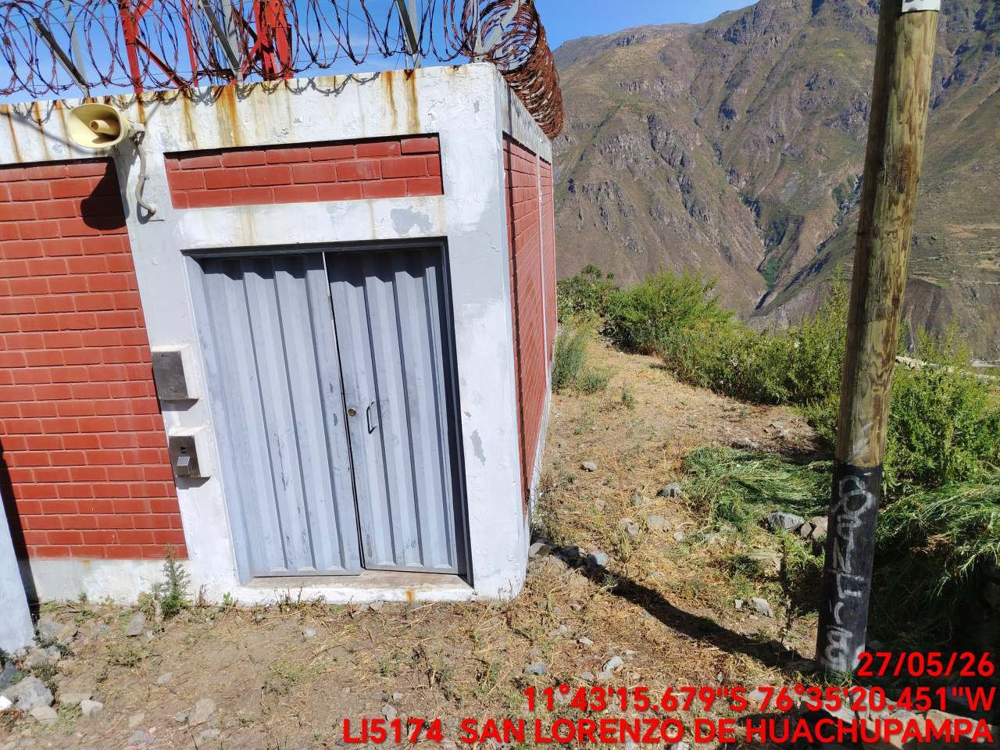 27/05/26
11°43'15.679"S 76°35'20.451"W
LI5174 SAN LORENZO DE HUACHUPAMPA